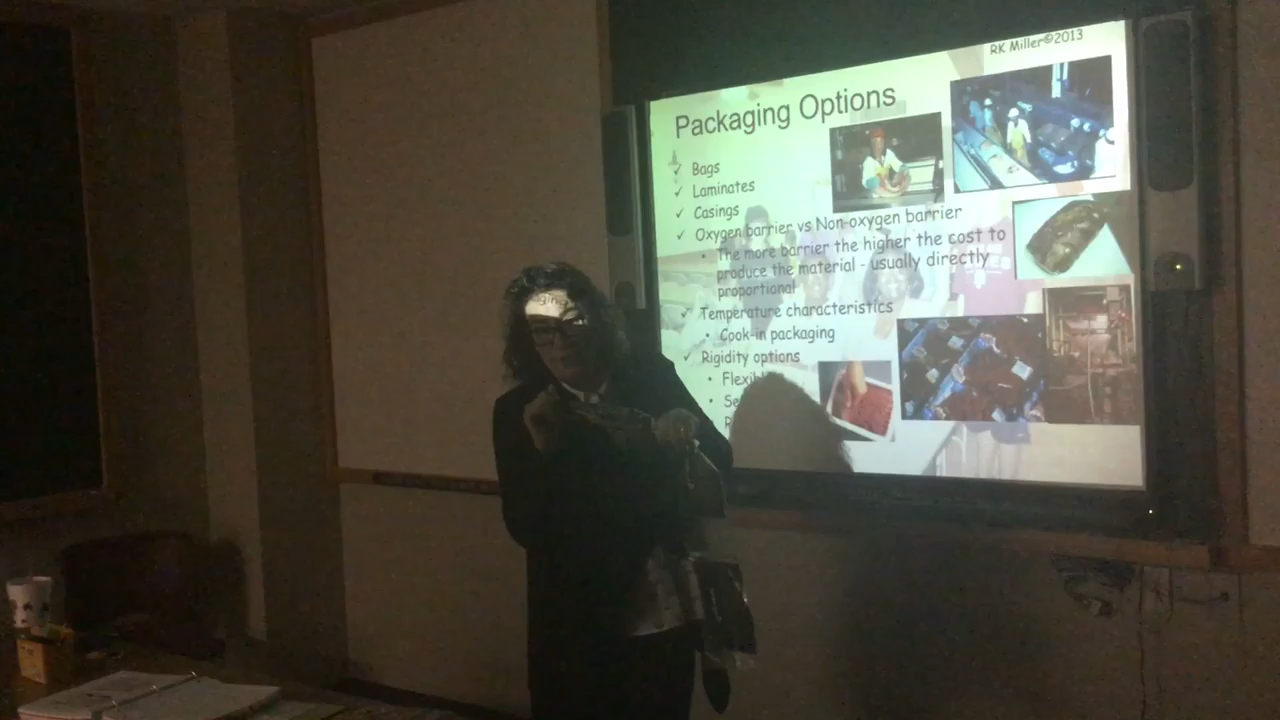 RK Miller©2013
Packaging Options
✓ Bags
✓ Laminates
✓ Casings
✓ Oxygen barrier vs Non-oxygen barrier
• The more barrier the higher the cost to
produce the material - usually directly
proportional
✓ Temperature characteristics
• Cook-in packaging
✓ Rigidity options